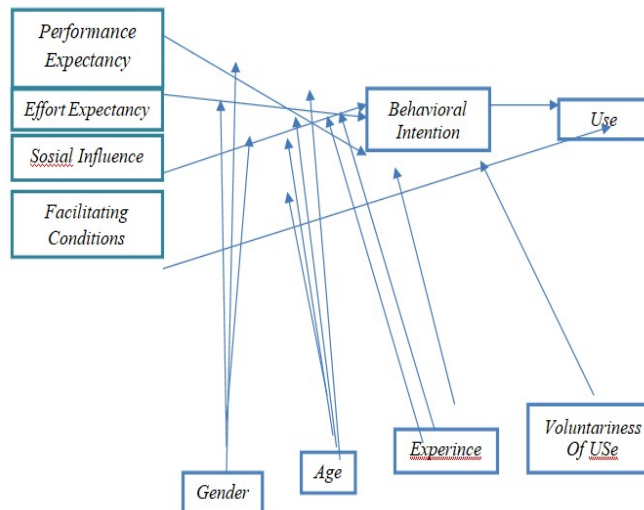 Performance
Expectancy
Effort Expectancy
Sosial Influence
Facilitating
Conditions
Behavioral
Intention
Use
Gender
Age
Experince
Voluntariness
Of USe